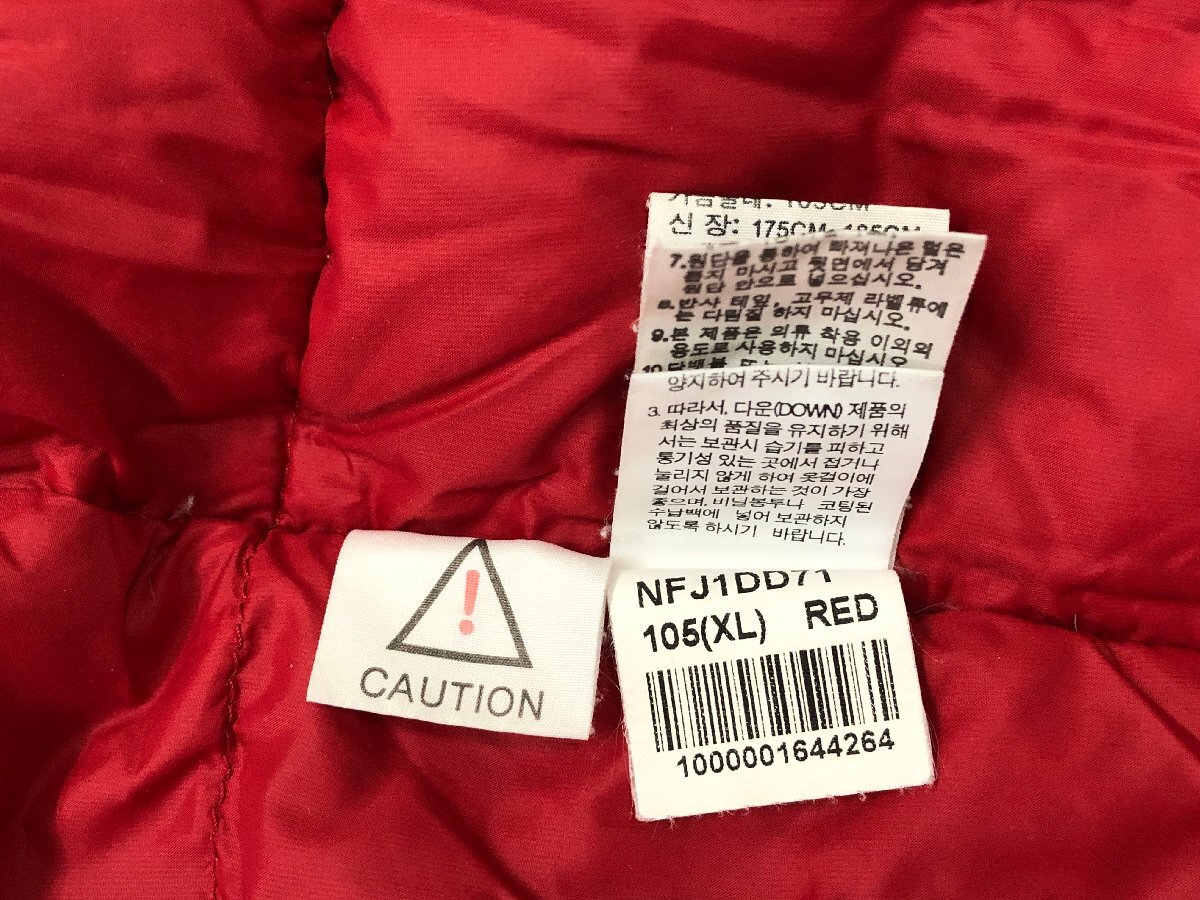 신 장: 175CM-185CM
7.원단을 통하여 빠져나온 털은
뽑지 마시고 뒷면에서 당겨
원단 안으로 넣으십시오.
8.반사 테잎, 고무제 라벨류에
는 다림질 하지 마십시오.
9.본 제품은 의류 착용 이외의
용도로 사용하지 마십시오
양지하여 주시기 바랍니다.
3. 따라서, 다운(DOWN) 제품의
최상의 품질을 유지하기 위해
서는 보관시 습기를 피하고
통기성 있는 곳에서 접거나
눌리지 않게 하여 옷걸이에
걸어서 보관하는 것이 가장
좋으며, 비닐봉투나 코팅된
수납백에 넣어 보관하지
않도록 하시기 바랍니다.
CAUTION
NFJ1DD71
105(XL) RED
1000001644264